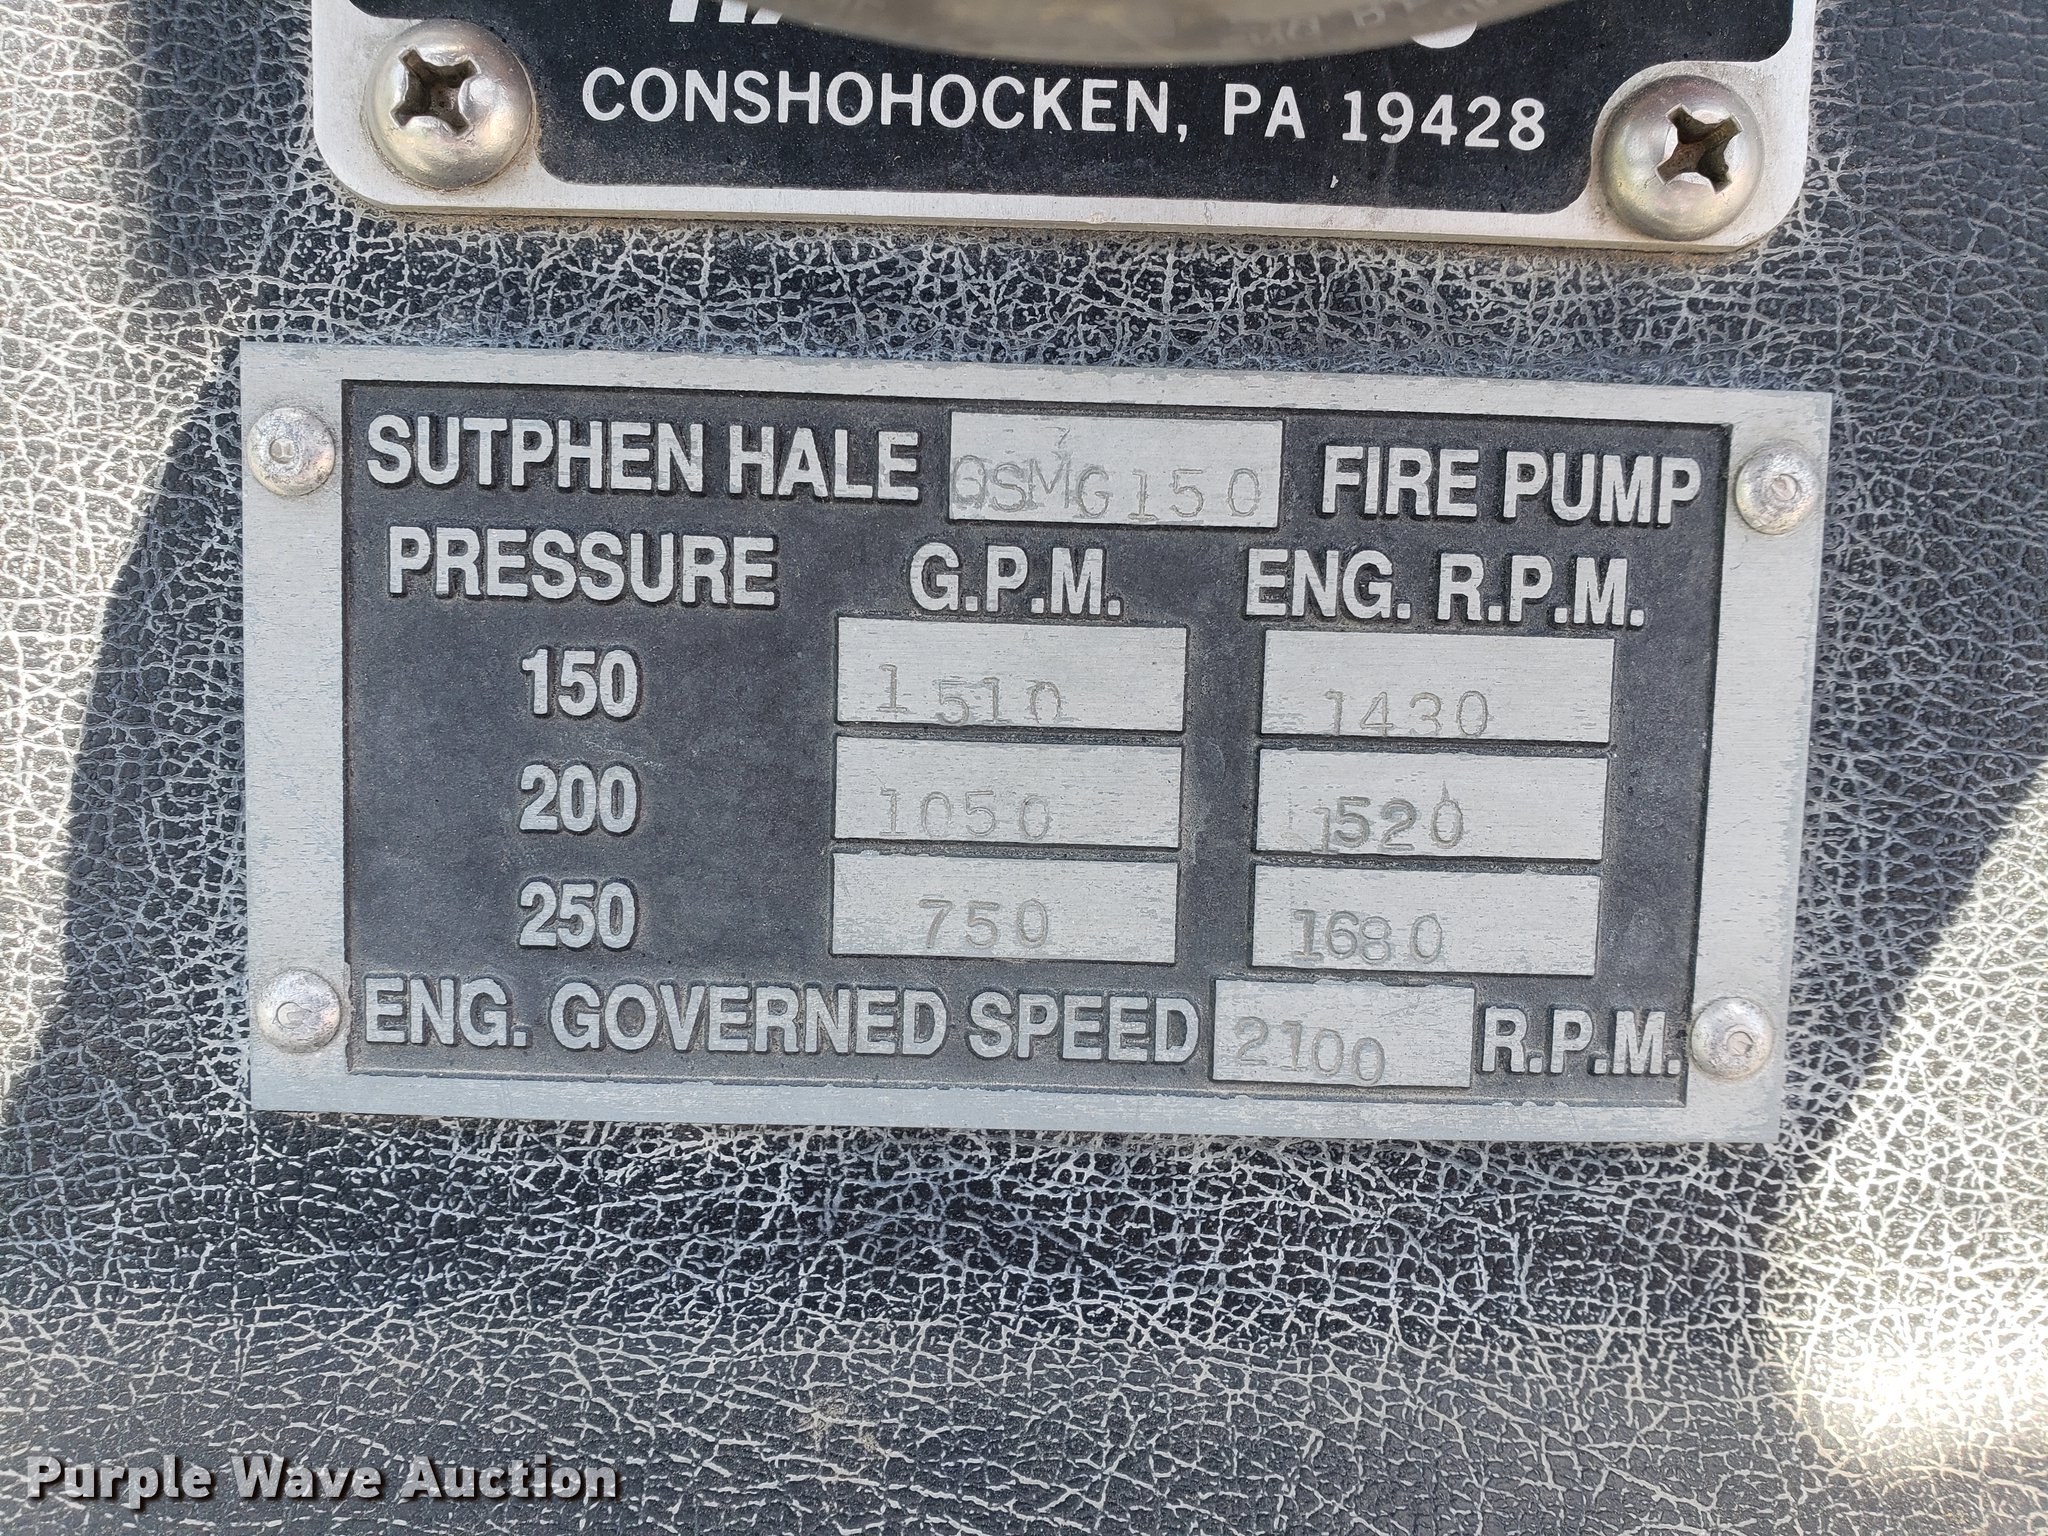 CONSHOHOCKEN, PA 19428
SUTPHEN HALE QSMG150 FIRE PUMP
PRESSURE G.P.M. ENG. R.P.M.
150 1510 1430
200 1050 1520
250 750 1680
ENG. GOVERNED SPEED 2100 R.P.M.
Purple Wave Auction